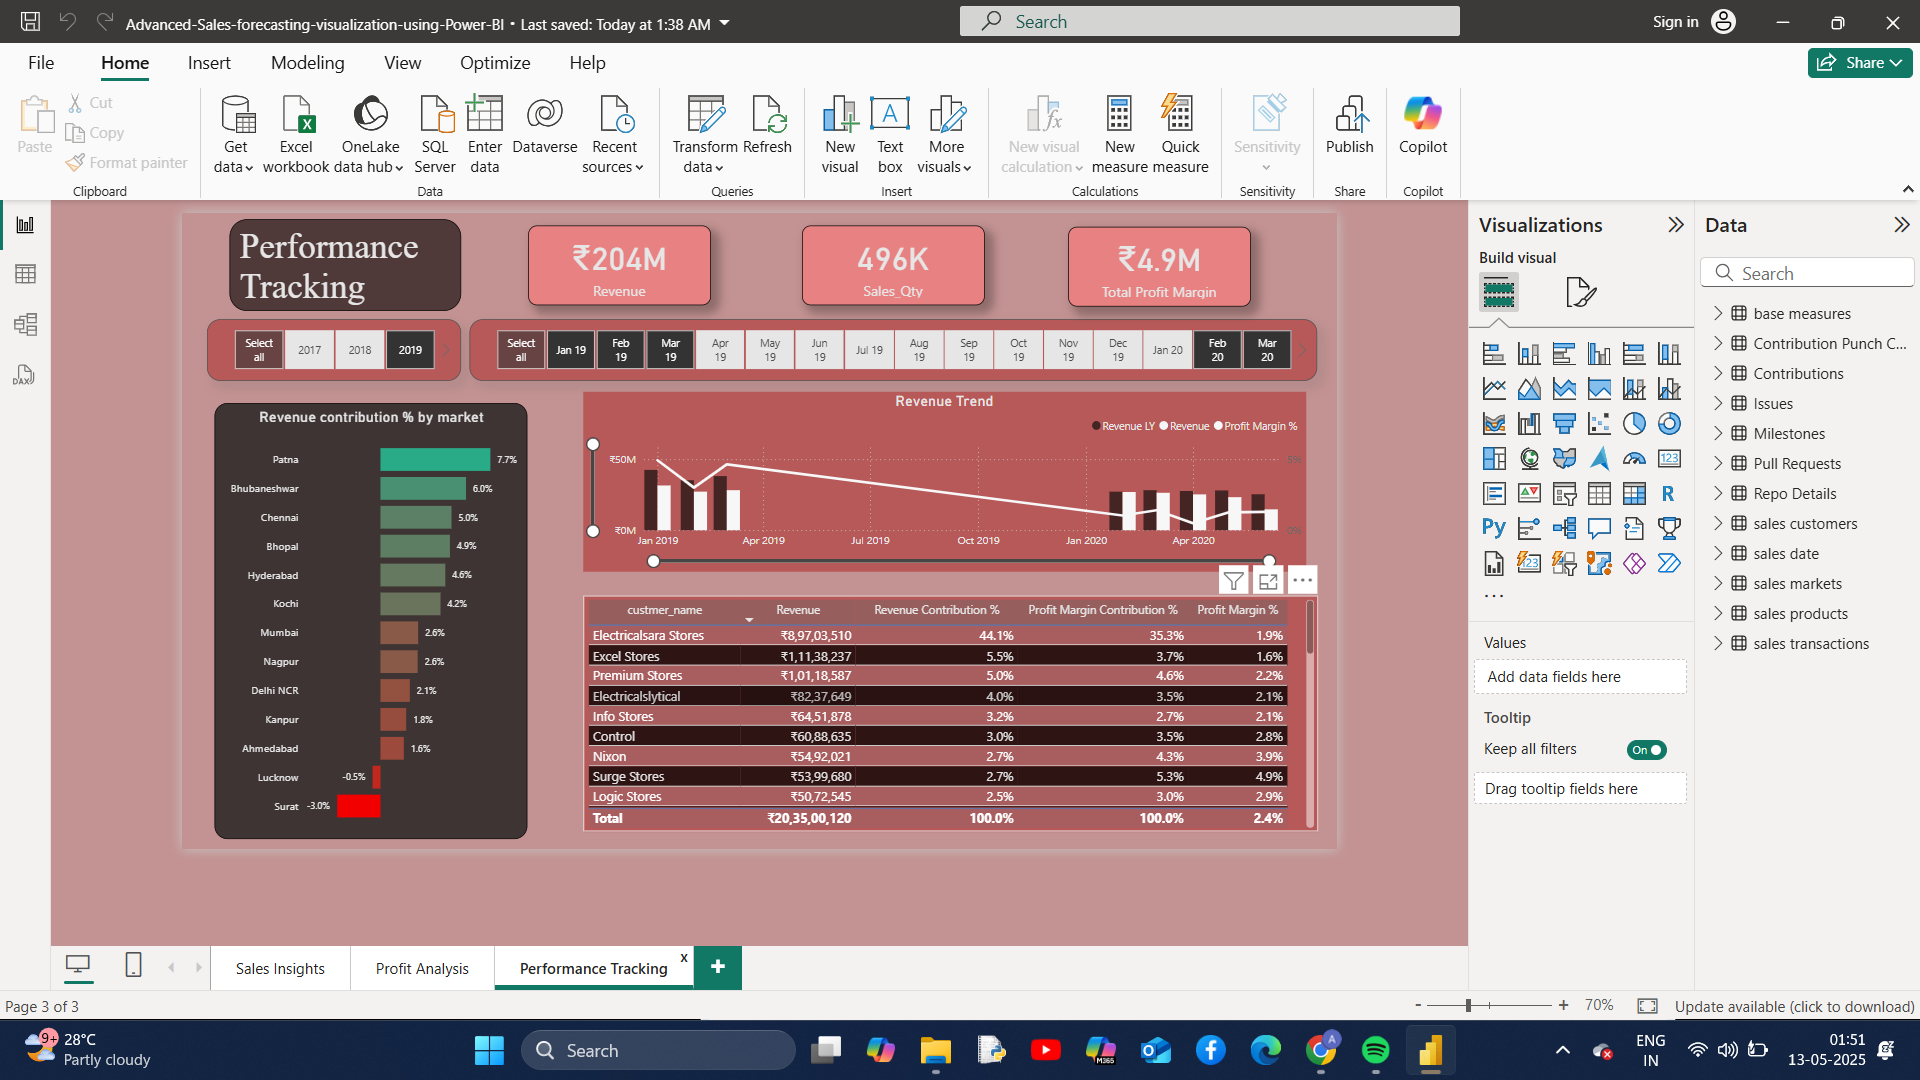 Advanced-Sales-forecasting-visualization-using-Power-BI • Last saved: Today at 1:38 AM
Search
Sign in
File
Home
Insert
Modeling
View
Optimize
Help
Share
Paste
Cut
Copy
Format painter
Clipboard
Get data
Excel workbook
OneLake data hub
SQL Server
Enter data
Dataverse
Recent sources
Data
Transform data
Refresh
Queries
New visual
Text box
More visuals
Insert
New visual calculation
New measure
Quick measure
Calculations
Sensitivity
Sensitivity
Publish
Share
Copilot
Copilot
Performance
Tracking
₹204M
Revenue
496K
Sales_Qty
₹4.9M
Total Profit Margin
Select all
2017
2018
2019
Select all
Jan 19
Feb 19
Mar 19
Apr 19
May 19
Jun 19
Jul 19
Aug 19
Sep 19
Oct 19
Nov 19
Dec 19
Jan 20
Feb 20
Mar 20
Revenue contribution % by market
Patna 7.7%
Bhubaneshwar 6.0%
Chennai 5.0%
Bhopal 4.9%
Hyderabad 4.6%
Kochi 4.2%
Mumbai 2.6%
Nagpur 2.6%
Delhi NCR 2.1%
Kanpur 1.8%
Ahmedabad 1.6%
Lucknow -0.5%
Surat -3.0%
Revenue Trend
Revenue LY Revenue Profit Margin %
₹50M 5%
₹0M 0%
Jan 2019 Apr 2019 Jul 2019 Oct 2019 Jan 2020 Apr 2020
custmer_name Revenue Revenue Contribution % Profit Margin Contribution % Profit Margin %
Electricalsara Stores ₹8,97,03,510 44.1% 35.3% 1.9%
Excel Stores ₹1,11,38,237 5.5% 3.7% 1.6%
Premium Stores ₹1,01,18,587 5.0% 4.6% 2.2%
Electricalslytical ₹82,37,649 4.0% 3.5% 2.1%
Info Stores ₹64,51,878 3.2% 2.7% 2.1%
Control ₹60,88,635 3.0% 3.5% 2.8%
Nixon ₹54,92,021 2.7% 4.3% 3.9%
Surge Stores ₹53,99,680 2.7% 5.3% 4.9%
Logic Stores ₹50,72,545 2.5% 3.0% 2.9%
Total ₹20,35,00,120 100.0% 100.0% 2.4%
Visualizations
Build visual
123
R
Py
Values
Add data fields here
Tooltip
Keep all filters
On
Drag tooltip fields here
Data
Search
base measures
Contribution Punch C...
Contributions
Issues
Milestones
Pull Requests
Repo Details
sales customers
sales date
sales markets
sales products
sales transactions
DAX
Sales Insights
Profit Analysis
Performance Tracking
x
+
Page 3 of 3
- + 70%
Update available (click to download)
9+
28°C
Partly cloudy
Search
M365
A
ENG
IN
01:51
13-05-2025